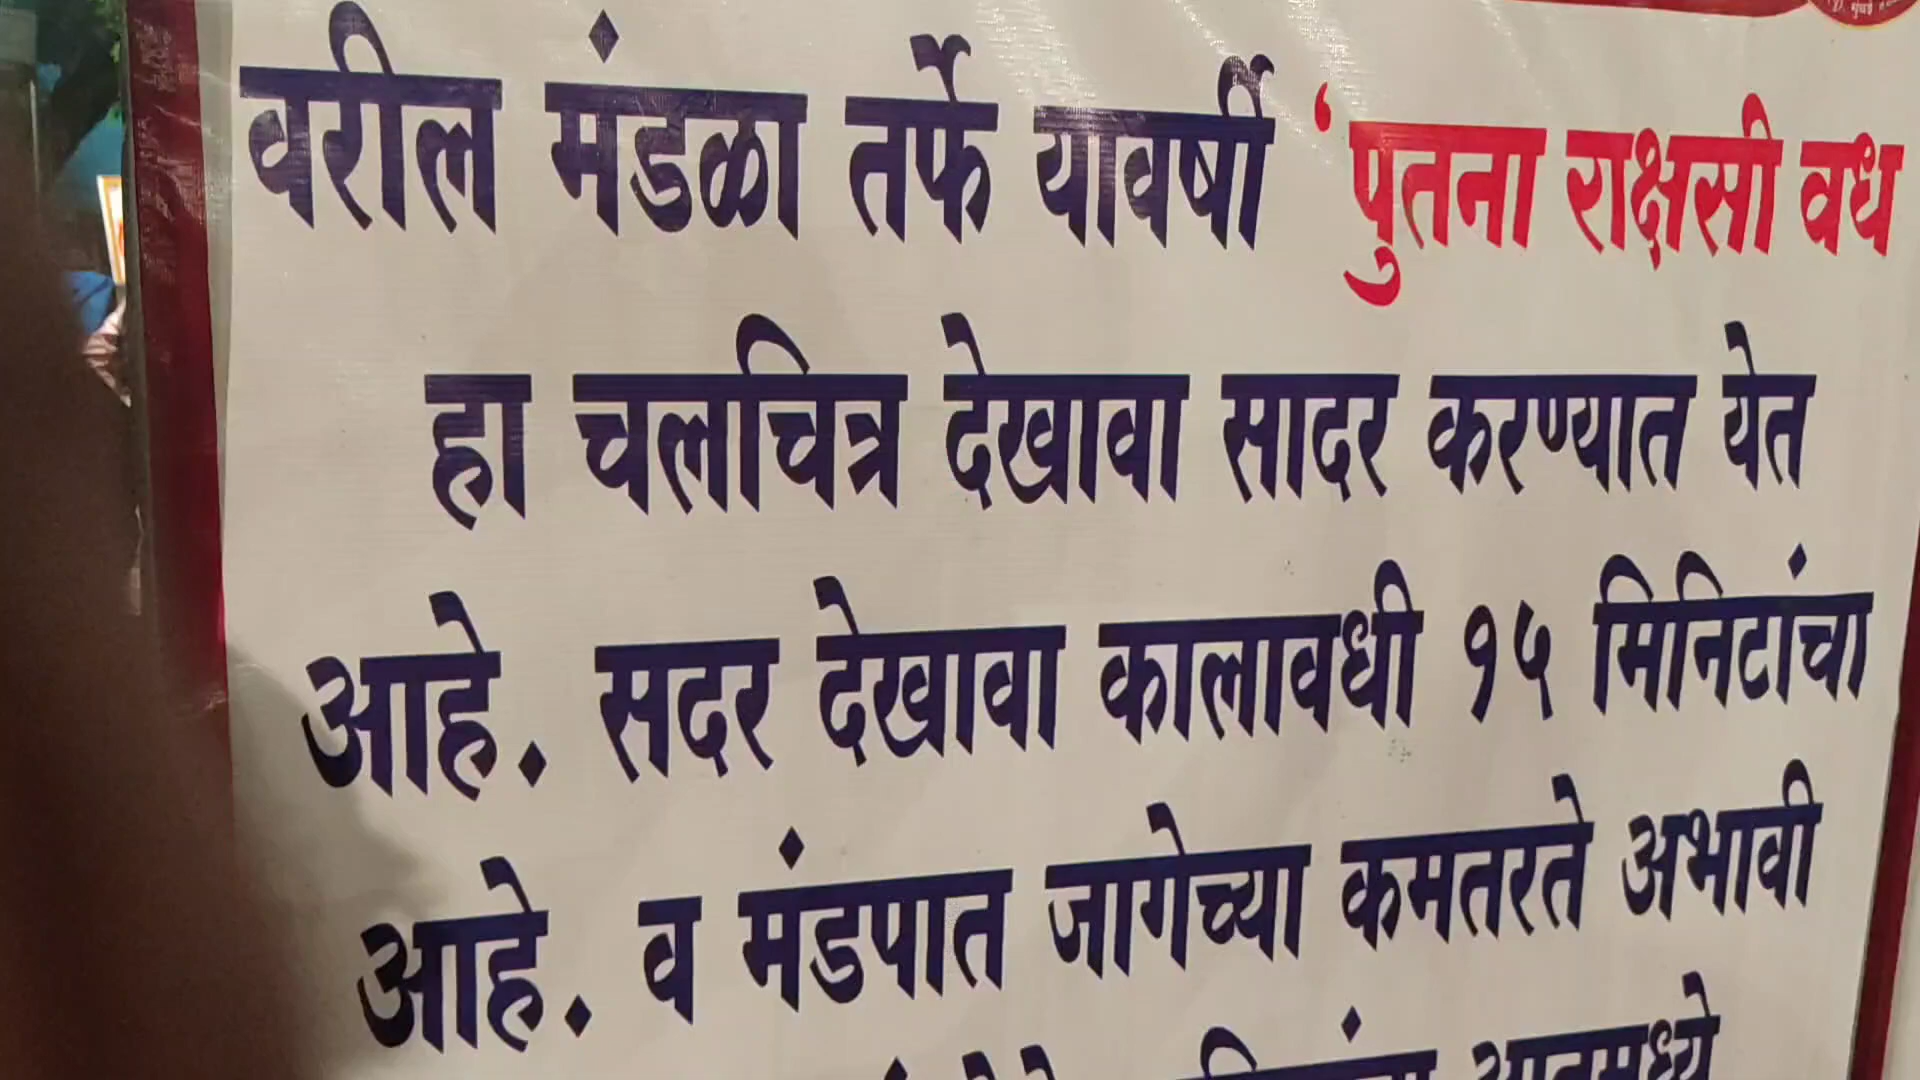 वरील मंडळा तर्फे यावर्षी ‘पुतना राक्षसी वध
हा चलचित्र देखावा सादर करण्यात येत
आहे. सदर देखावा कालावधी १५ मिनिटांचा
आहे. व मंडपात जागेच्या कमतरते अभावी